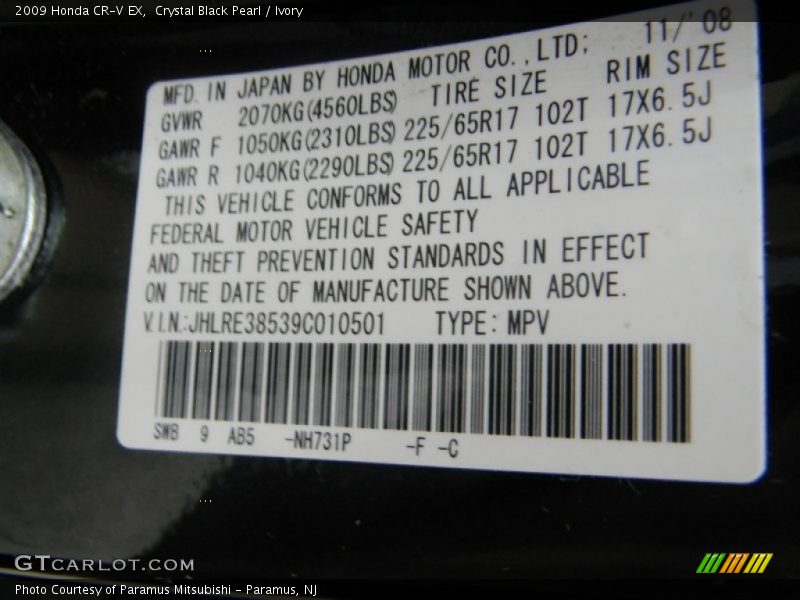 2009 Honda CR-V EX,  Crystal Black Pearl / Ivory
MFD. IN JAPAN BY HONDA MOTOR CO.,LTD; 11/'08
GVWR 2070KG(4560LBS) TIRE SIZE RIM SIZE
GAWR F 1050KG(2310LBS) 225/65R17 102T 17X6.5J
GAWR R 1040KG(2290LBS) 225/65R17 102T 17X6.5J
THIS VEHICLE CONFORMS TO ALL APPLICABLE
FEDERAL MOTOR VEHICLE SAFETY
AND THEFT PREVENTION STANDARDS IN EFFECT
ON THE DATE OF MANUFACTURE SHOWN ABOVE.
V.I.N.:JHLRE38539C010501 TYPE: MPV
SWB 9 AB5 -NH731P -F -C
GTCARLOT.COM
Photo Courtesy of Paramus Mitsubishi - Paramus, NJ